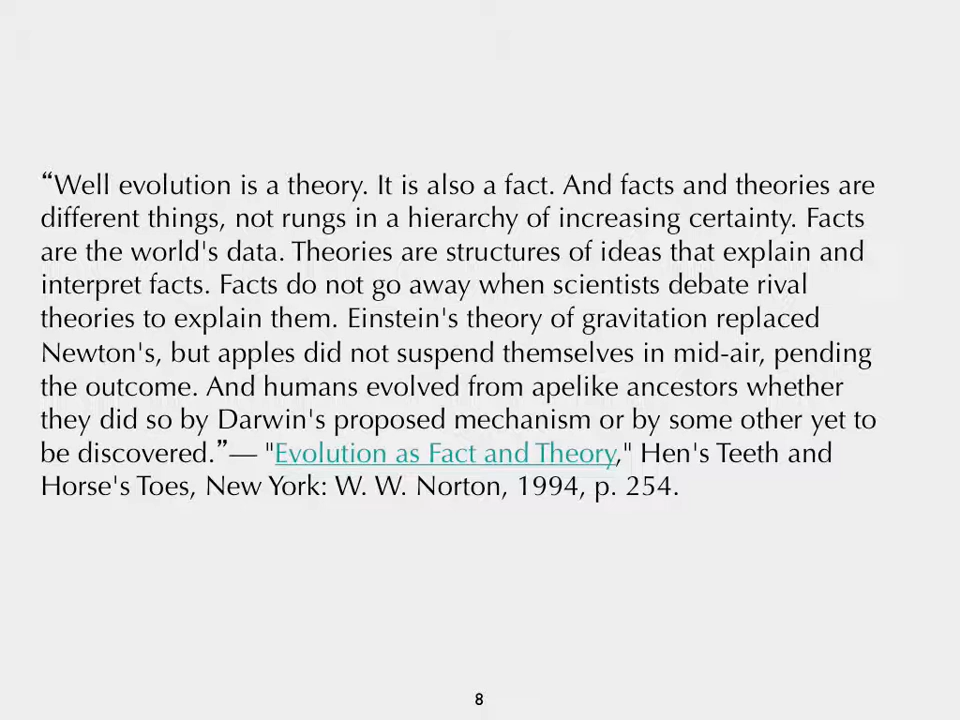 “Well evolution is a theory. It is also a fact. And facts and theories are
different things, not rungs in a hierarchy of increasing certainty. Facts
are the world's data. Theories are structures of ideas that explain and
interpret facts. Facts do not go away when scientists debate rival
theories to explain them. Einstein's theory of gravitation replaced
Newton's, but apples did not suspend themselves in mid-air, pending
the outcome. And humans evolved from apelike ancestors whether
they did so by Darwin's proposed mechanism or by some other yet to
be discovered.”— "Evolution as Fact and Theory," Hen's Teeth and
Horse's Toes, New York: W. W. Norton, 1994, p. 254.
8